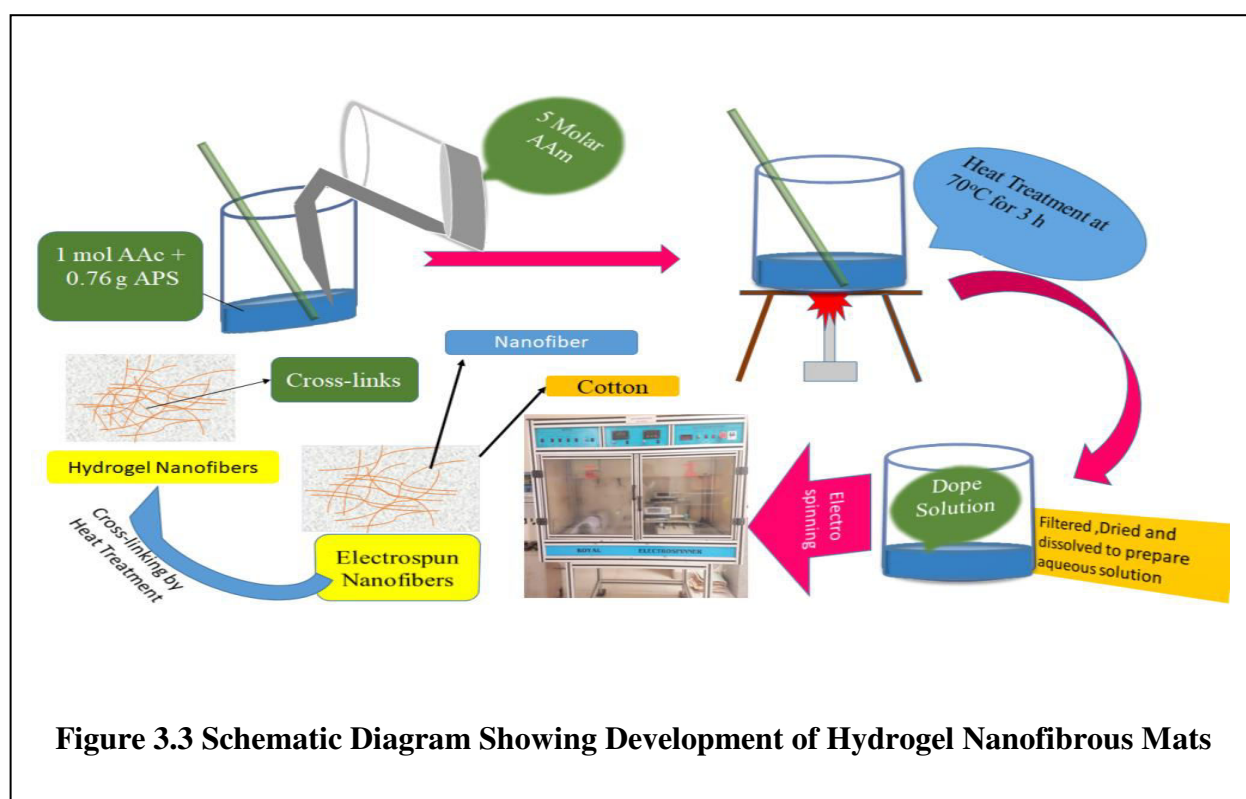 5 Molar
AAm
1 mol AAc +
0.76 g APS
Heat Treatment at
70°C for 3 h
Nanofiber
Cross-links
Cotton
Hydrogel Nanofibers
Electrospun
Nanofibers
Cross-linking by
Heat Treatment
ROYAL ELECTROSPINNER
Electro
spinning
Dope
Solution
Filtered ,Dried and
dissolved to prepare
aqueous solution
Figure 3.3 Schematic Diagram Showing Development of Hydrogel Nanofibrous Mats